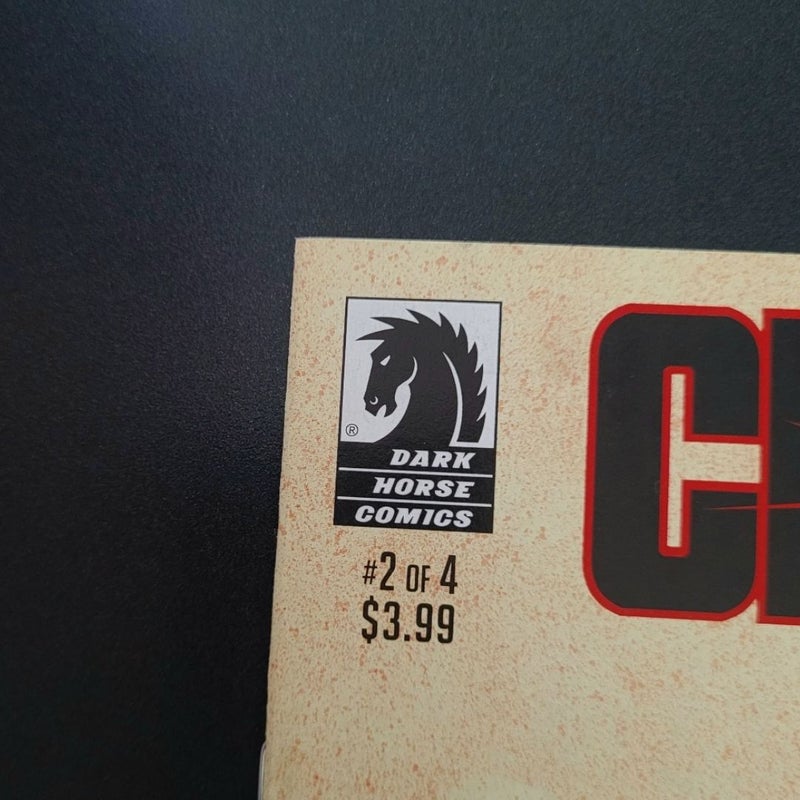 ®
DARK
HORSE
COMICS
#2 OF 4
$3.99
C